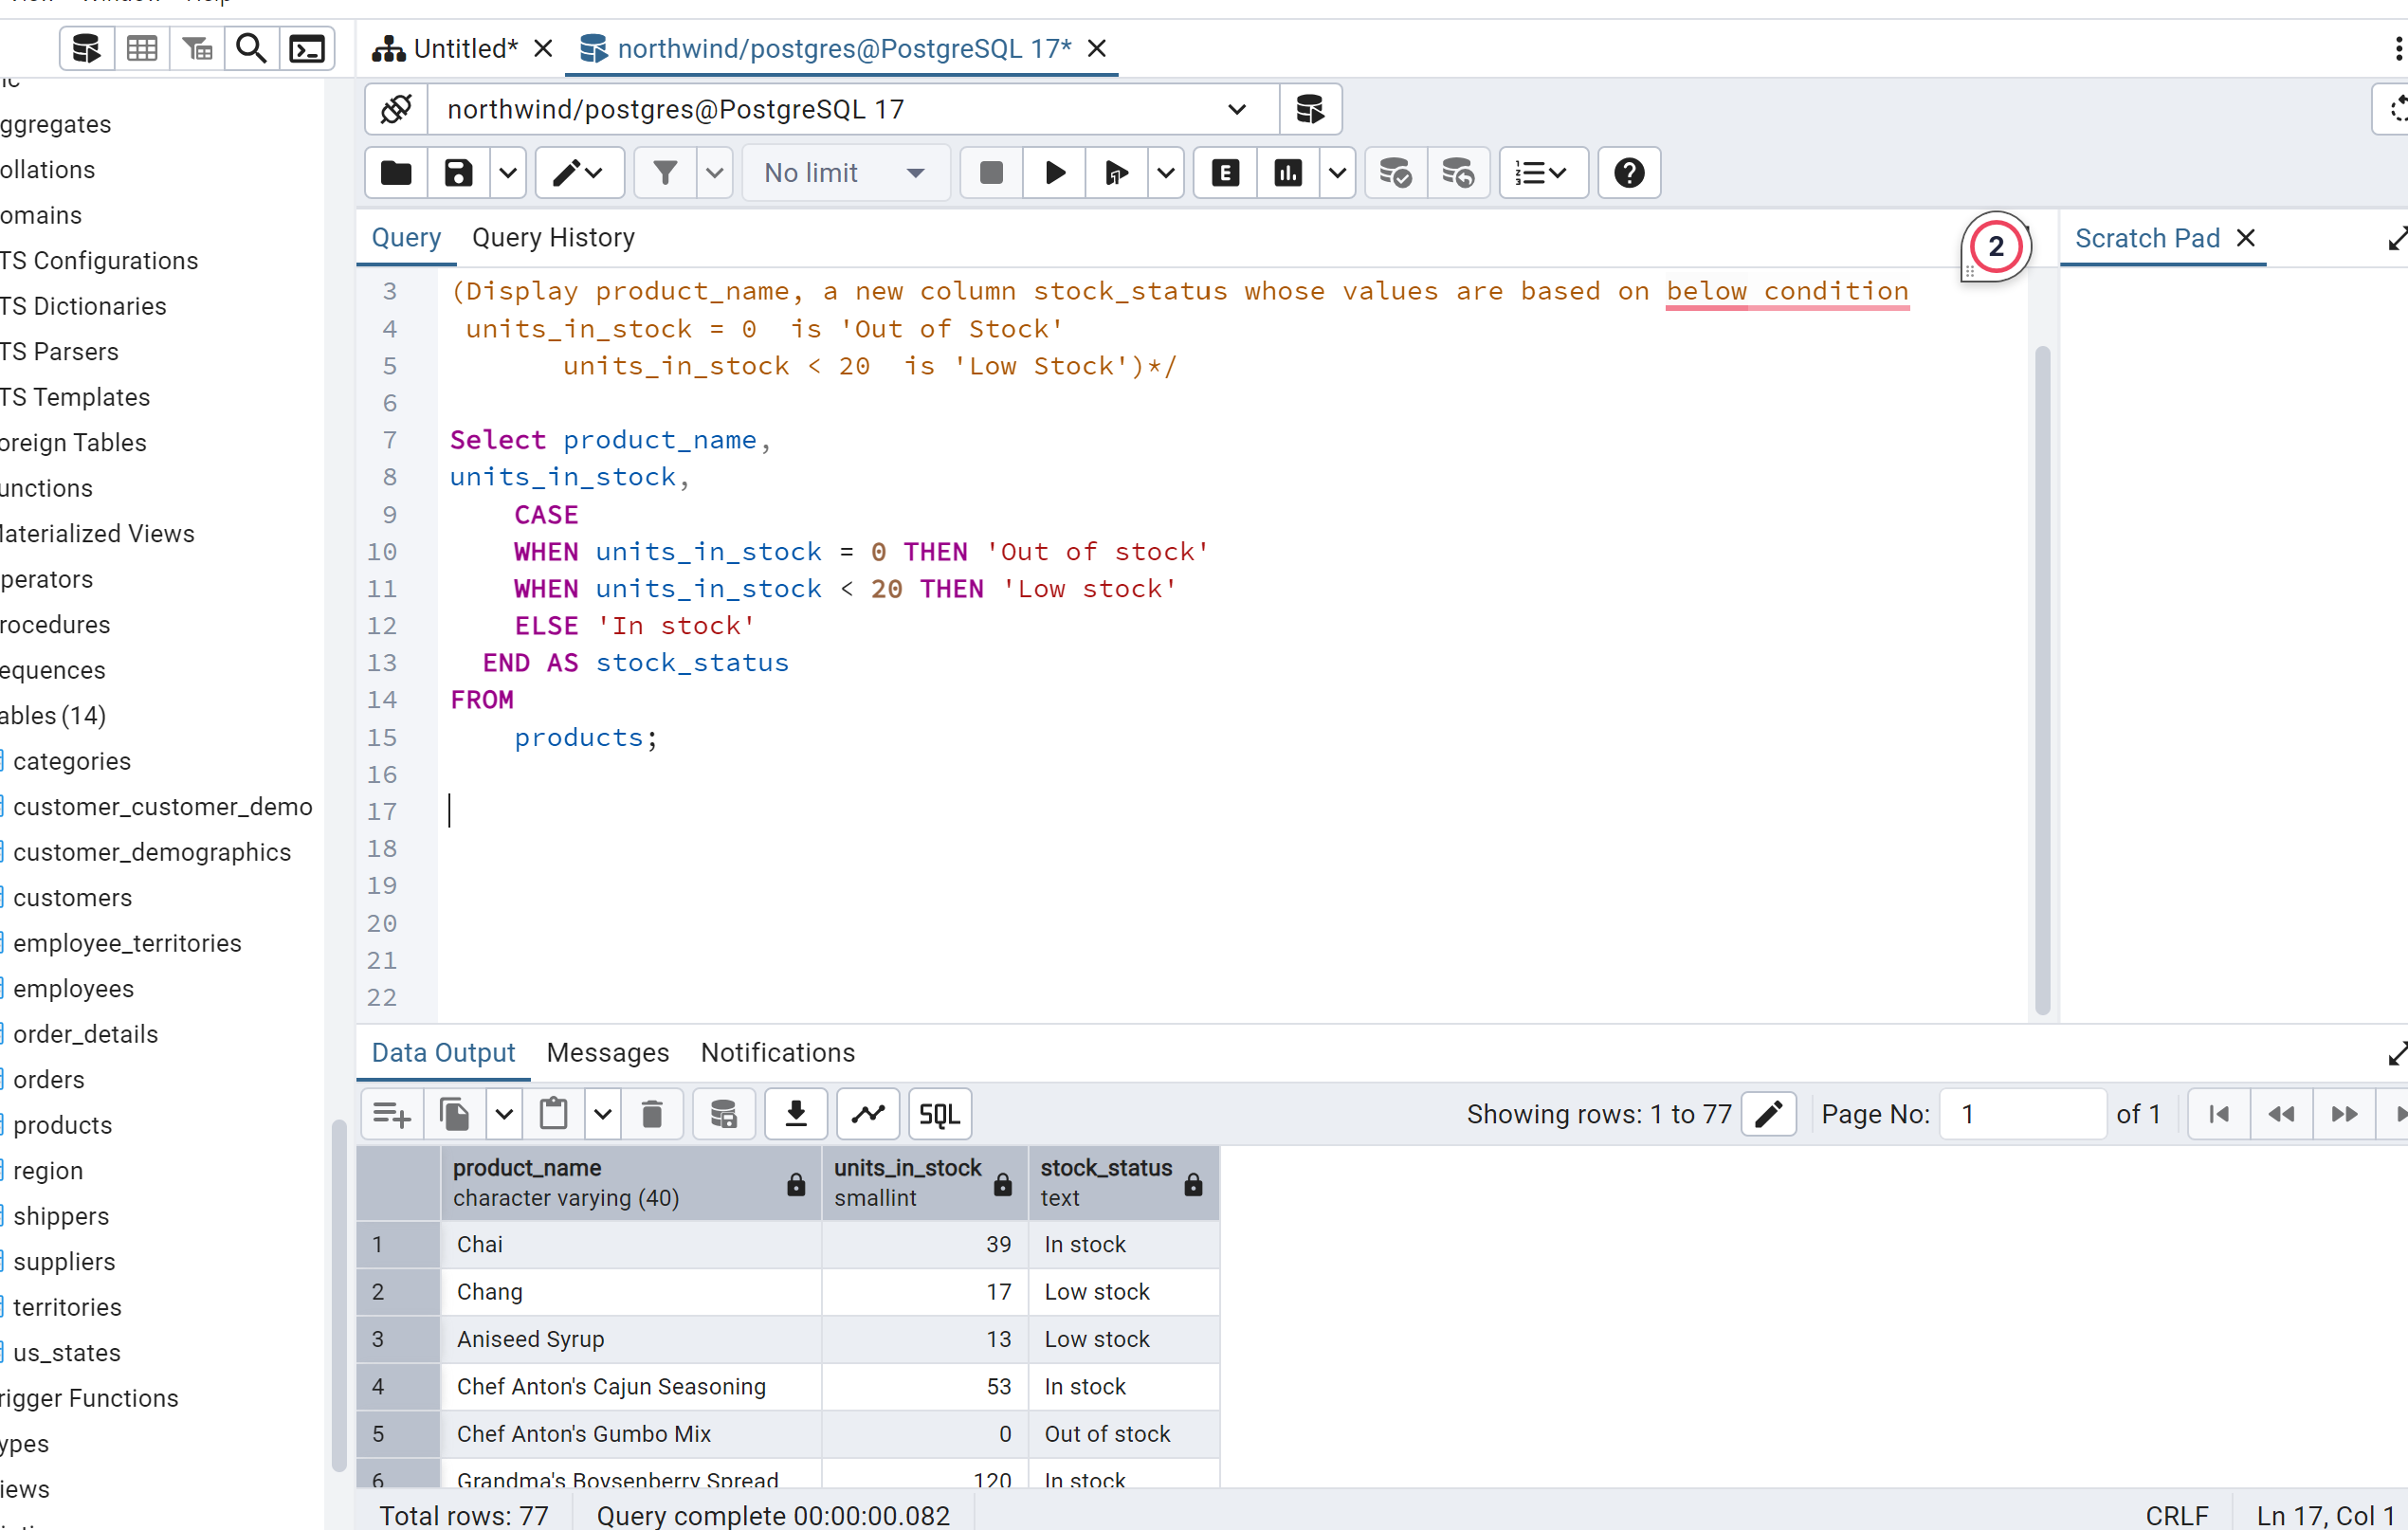 Untitled*
northwind/postgres@PostgreSQL 17*
northwind/postgres@PostgreSQL 17
No limit
E
Query
Query History
2
Scratch Pad
ggregates
ollations
omains
TS Configurations
TS Dictionaries
TS Parsers
TS Templates
oreign Tables
unctions
aterialized Views
perators
rocedures
equences
ables (14)
categories
customer_customer_demo
customer_demographics
customers
employee_territories
employees
order_details
orders
products
region
shippers
suppliers
territories
us_states
rigger Functions
ypes
iews
3 (Display product_name, a new column stock_status whose values are based on below condition
4 units_in_stock = 0  is 'Out of Stock'
5 units_in_stock < 20  is 'Low Stock')*/
6
7 Select product_name,
8 units_in_stock,
9 CASE
10 WHEN units_in_stock = 0 THEN 'Out of stock'
11 WHEN units_in_stock < 20 THEN 'Low stock'
12 ELSE 'In stock'
13 END AS stock_status
14 FROM
15 products;
16
17
18
19
20
21
22
Data Output
Messages
Notifications
SQL
Showing rows: 1 to 77
Page No: 1 of 1
product_name units_in_stock stock_status
character varying (40) smallint text
1 Chai 39 In stock
2 Chang 17 Low stock
3 Aniseed Syrup 13 Low stock
4 Chef Anton's Cajun Seasoning 53 In stock
5 Chef Anton's Gumbo Mix 0 Out of stock
6 Grandma's Boysenberry Spread 120 In stock
Total rows: 77
Query complete 00:00:00.082
CRLF
Ln 17, Col 1